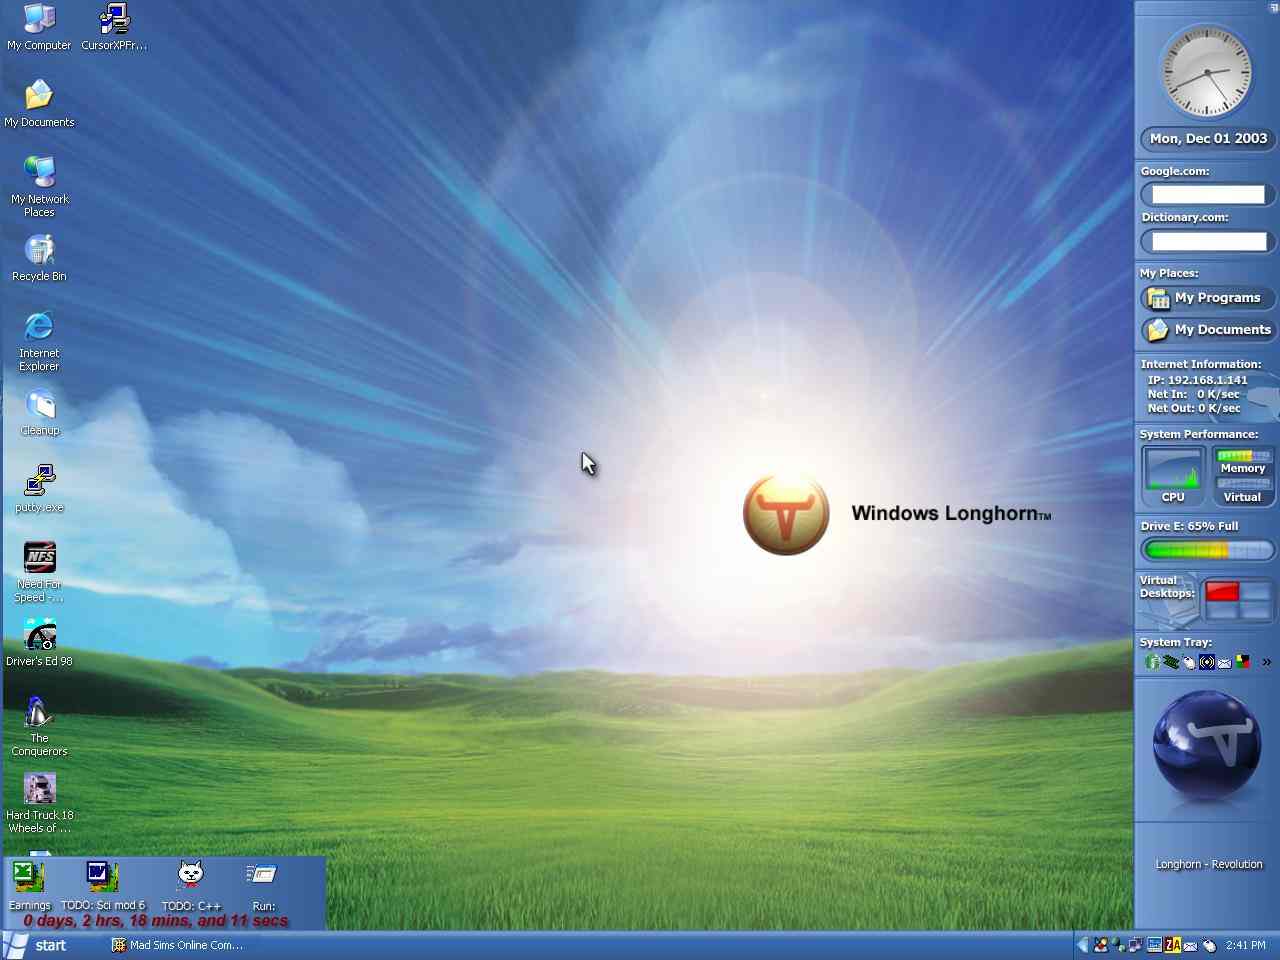 My Computer
CursorXPFr...
My Documents
My Network
Places
Recycle Bin
Internet
Explorer
Cleanup
putty.exe
NFS
Need For
Speed -...
Driver's Ed 98
The
Conquerors
Hard Truck 18
Wheels of ...
Earnings
TODO: Sci mod 6
TODO: C++
Run:
0 days, 2 hrs, 18 mins, and 11 secs
start
Mad Sims Online Com...
Windows Longhorn™
Mon, Dec 01 2003
Google.com:
Dictionary.com:
My Places:
My Programs
My Documents
Internet Information:
IP: 192.168.1.141
Net In: 0 K/sec
Net Out: 0 K/sec
System Performance:
CPU
Memory
Virtual
Drive E: 65% Full
Virtual
Desktops:
System Tray:
»
Longhorn - Revolution
ZA
2:41 PM